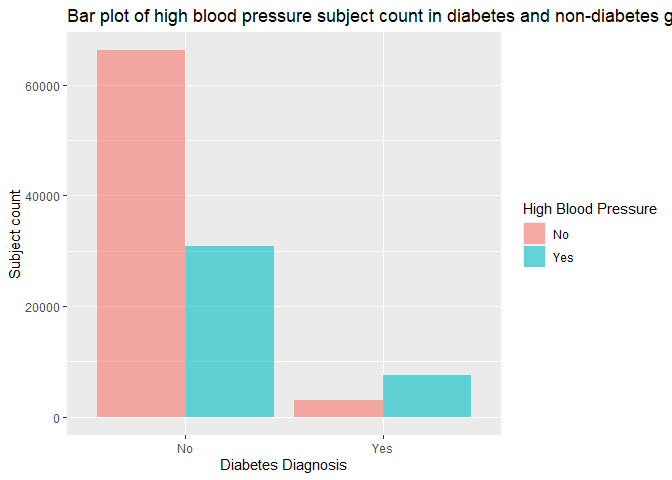 Bar plot of high blood pressure subject count in diabetes and non-diabetes g
60000
40000
20000
0
Subject count
No
Yes
Diabetes Diagnosis
High Blood Pressure
No
Yes